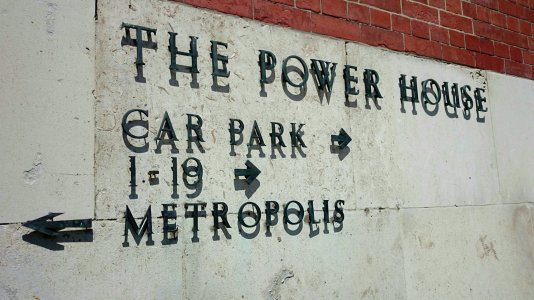 THE POWER HOUSE
CAR PARK
1-19
METROPOLIS